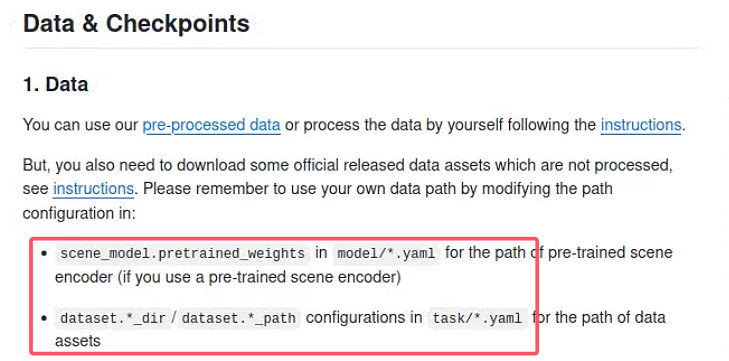 Data & Checkpoints
1. Data
You can use our pre-processed data or process the data by yourself following the instructions.
But, you also need to download some official released data assets which are not processed,
see instructions. Please remember to use your own data path by modifying the path
configuration in:
• scene_model.pretrained_weights in model/*.yaml for the path of pre-trained scene
encoder (if you use a pre-trained scene encoder)
• dataset.*_dir / dataset.*_path configurations in task/*.yaml for the path of data
assets